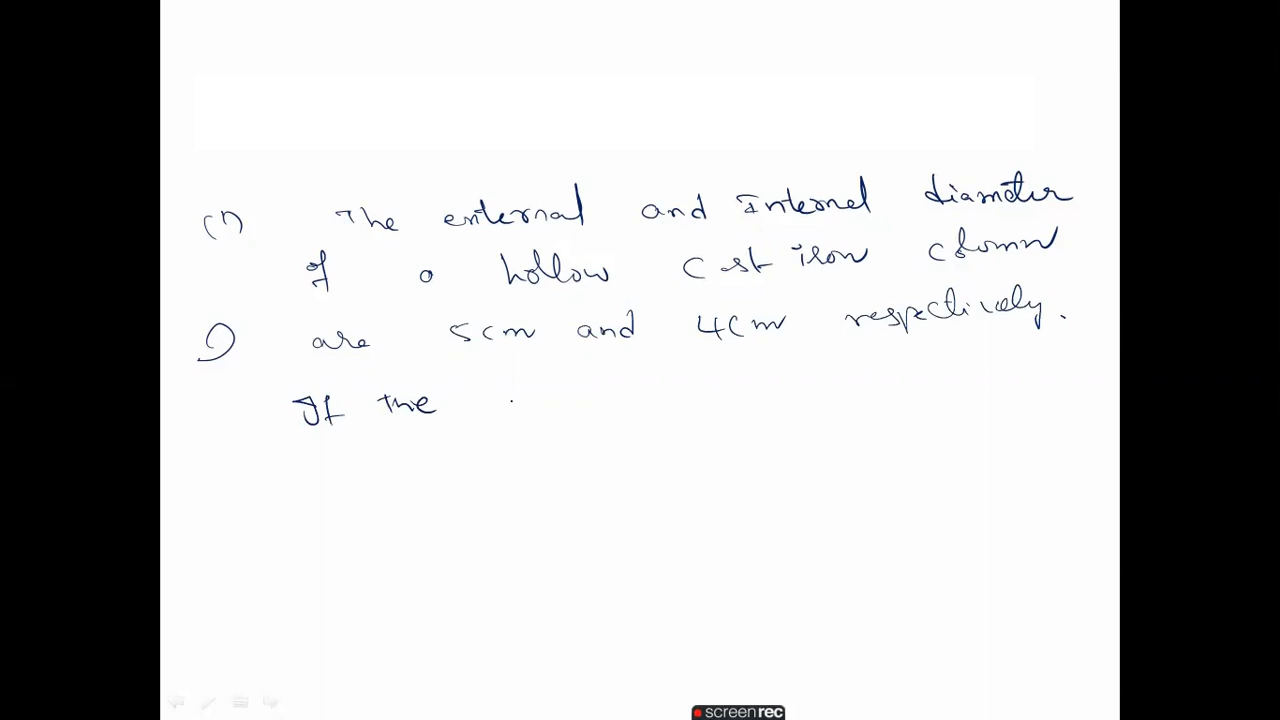 (1) The external and Internal diameter
of a hollow Cast iron column
are 5cm and 4cm respectively.
If the
screenrec